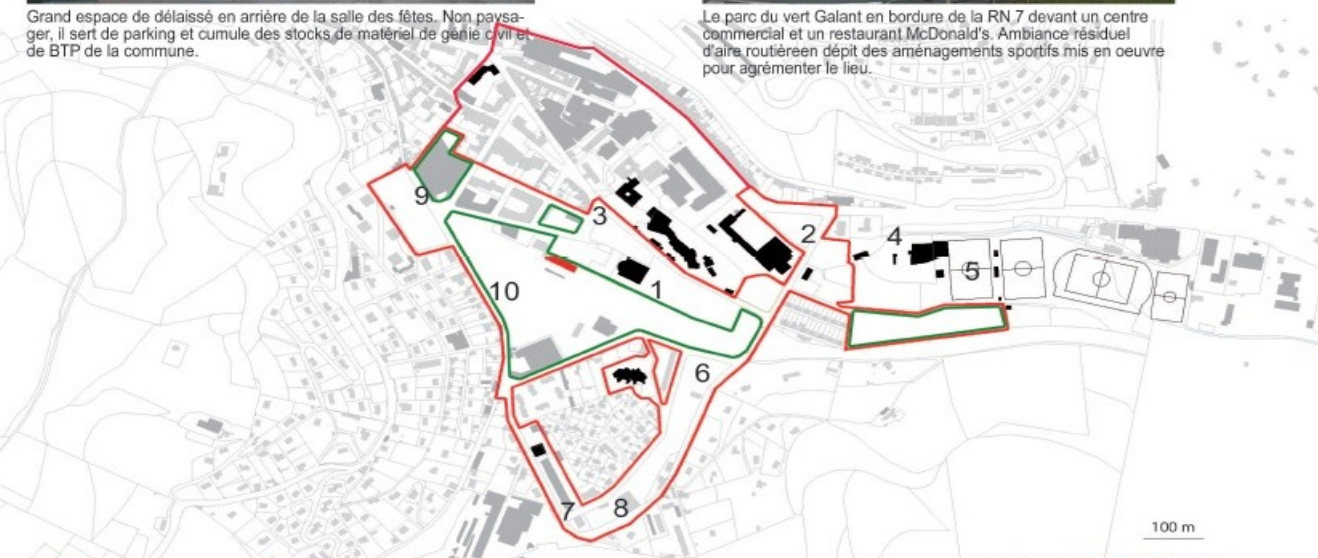 Grand espace de délaissé en arrière de la salle des fêtes. Non paysa-
ger, il sert de parking et cumule des stocks de matériel de génie civil et
de BTP de la commune.
Le parc du vert Galant en bordure de la RN 7 devant un centre
commercial et un restaurant McDonald's. Ambiance résiduel
d'aire routièreen dépit des aménagements sportifs mis en oeuvre
pour agrémenter le lieu.
9
3
2
4
5
10
1
6
7
8
100 m